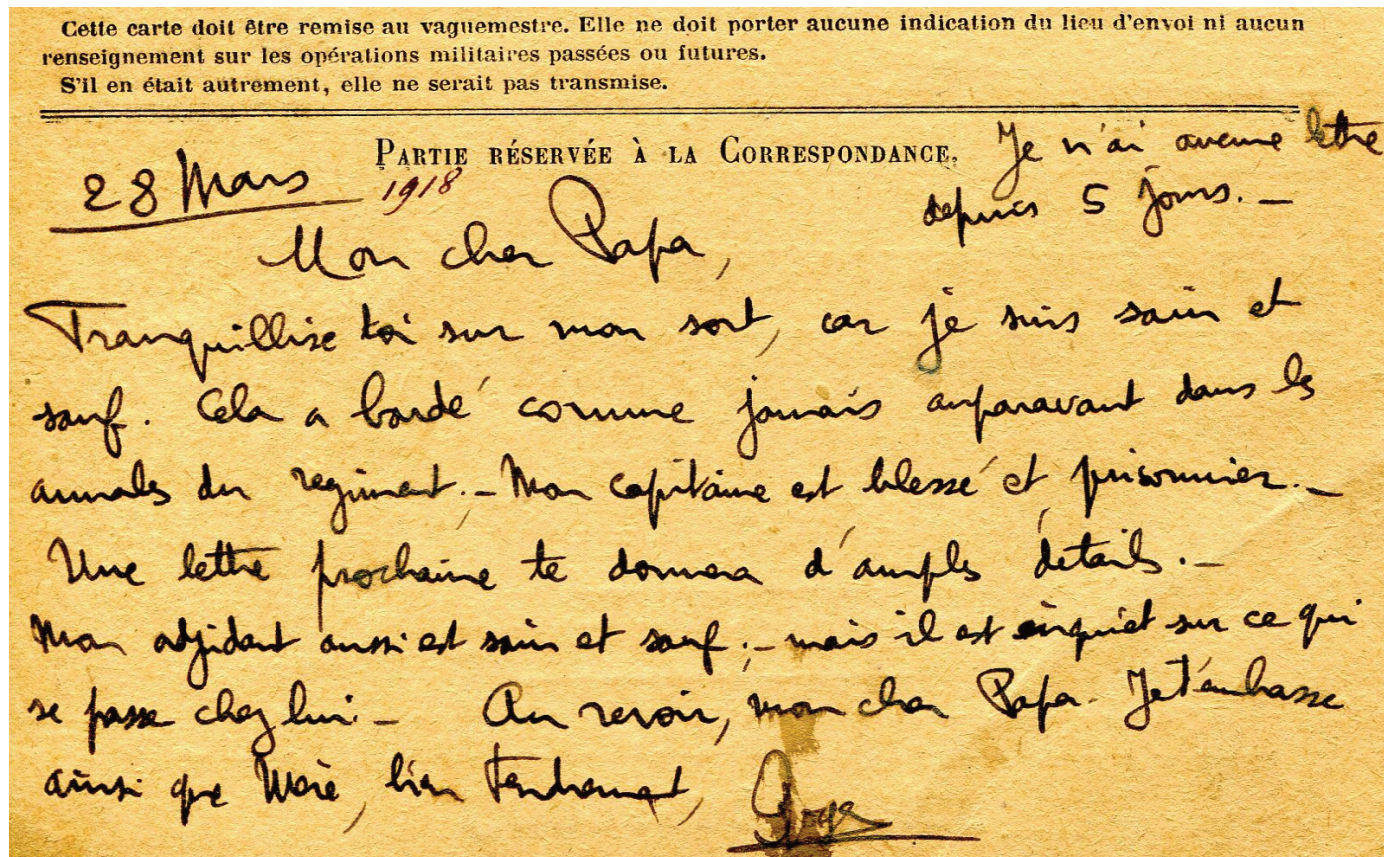 Cette carte doit être remise au vaguemestre. Elle ne doit porter aucune indication du lieu d'envoi ni aucun
renseignement sur les opérations militaires passées ou futures.
S'il en était autrement, elle ne serait pas transmise.
PARTIE RÉSERVÉE À LA CORRESPONDANCE.
28 Mars 1918
Je n'ai aucune lettre
depuis 5 jours. –
Mon cher Papa,
Tranquillise toi sur mon sort, car je suis sain et
sauf. Cela a bardé comme jamais auparavant dans les
annales du regiment. – Mon capitaine est blessé et prisonnier. –
Une lettre prochaine te donnera d'amples détails. –
Mon adjudant aussi est sain et sauf ; – mais il est inquiet sur ce qui
se passe chez lui – Au revoir, mon cher Papa. Je t'embrasse
ainsi que Mère, bien tendrement,